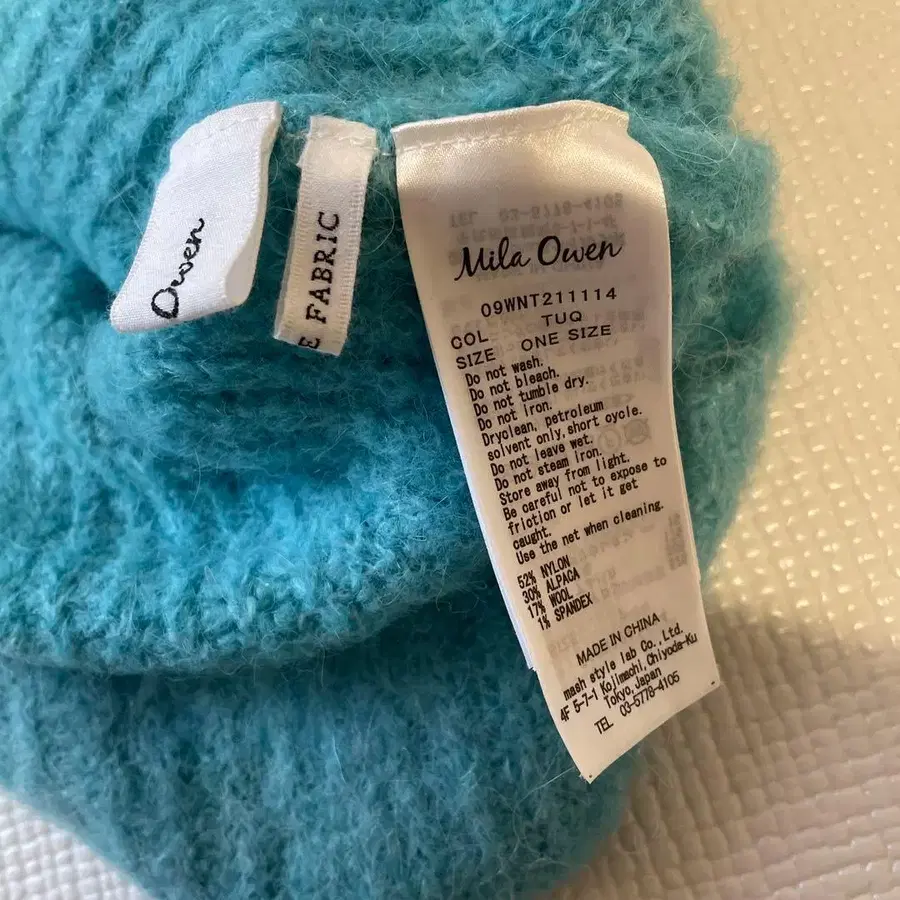 Owen
E FABRIC
Mila Owen
09WNT211114
COL TUQ
SIZE ONE SIZE
Do not wash.
Do not bleach.
Do not tumble dry.
Do not iron.
Dryclean, petroleum
solvent only, short cycle.
Do not leave wet.
Do not steam iron.
Store away from light.
Be careful not to expose to
friction or let it get
caught.
Use the net when cleaning.
52% NYLON
30% ALPACA
17% WOOL
1% SPANDEX
MADE IN CHINA
mash style lab Co., Ltd.
4F 5-7-1 Kojimachi, Chiyoda-Ku
Tokyo, Japan
TEL 03-5778-4105